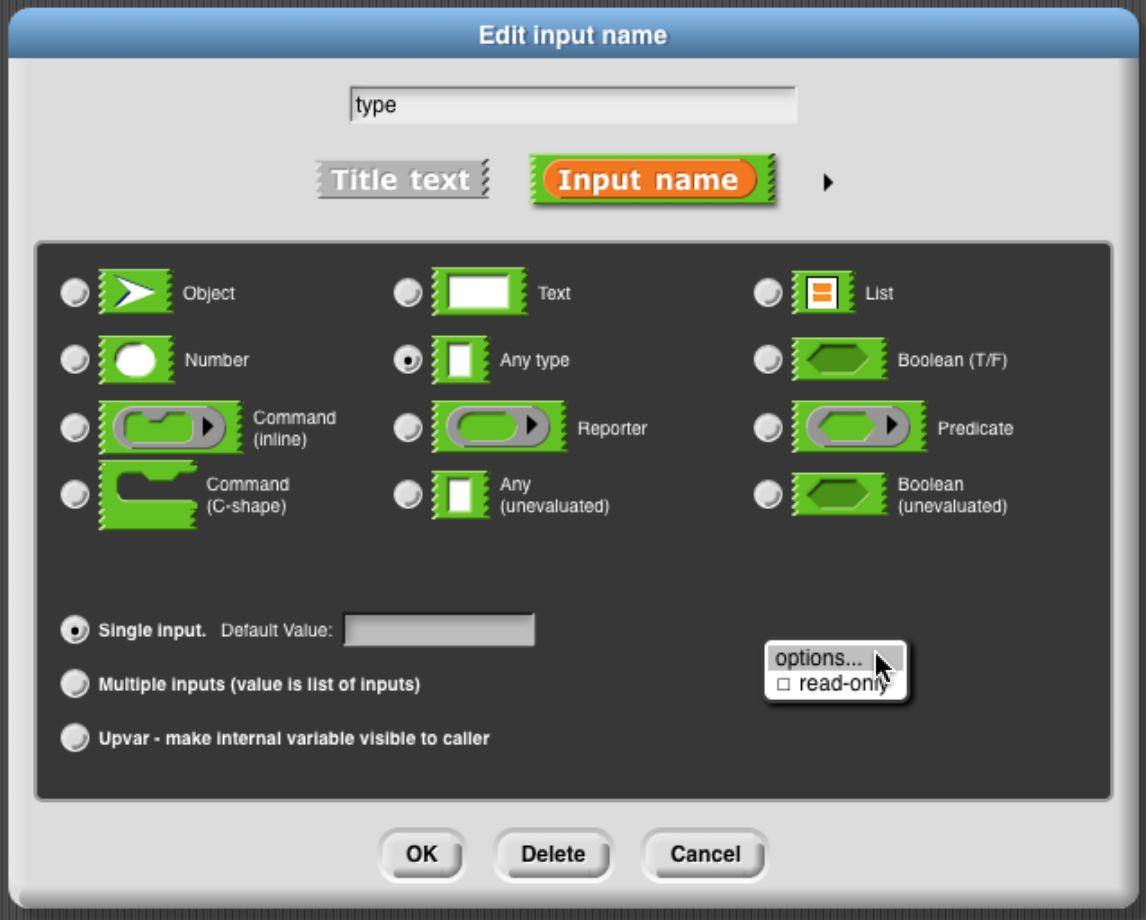 Edit input name
type
Title text
Input name
Object
Text
List
Number
Any type
Boolean (T/F)
Command
(inline)
Reporter
Predicate
Command
(C-shape)
Any
(unevaluated)
Boolean
(unevaluated)
Single input. Default Value:
options...
read-only
Multiple inputs (value is list of inputs)
Upvar - make internal variable visible to caller
OK
Delete
Cancel